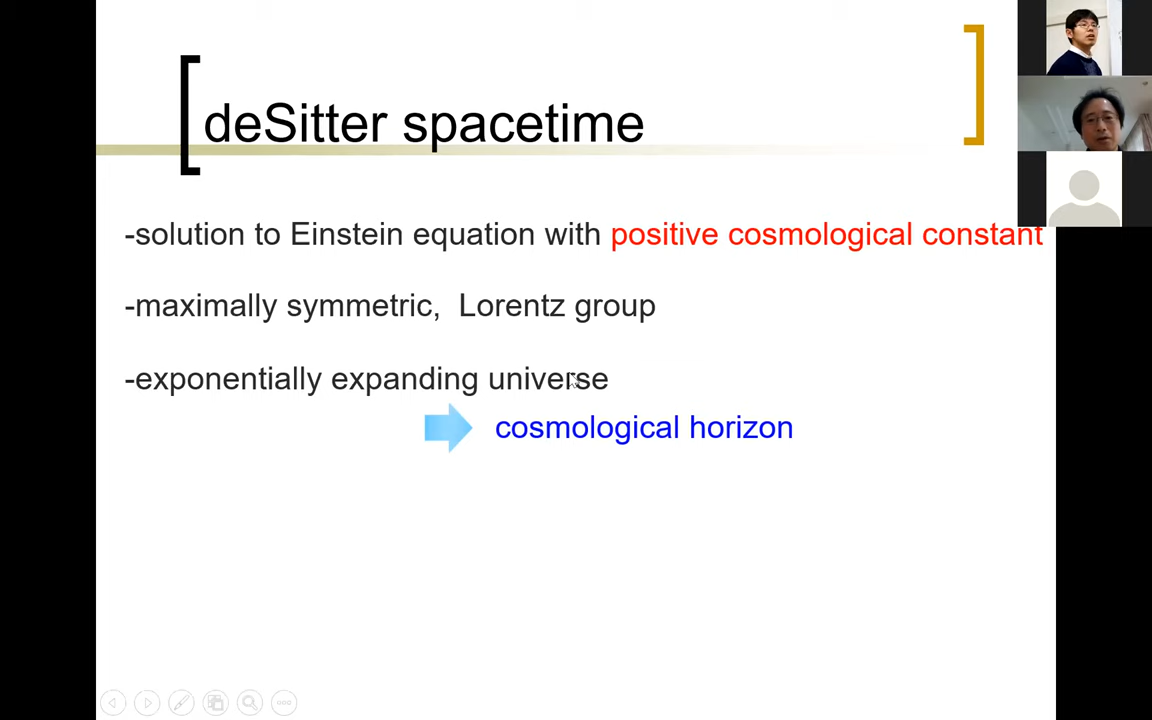 deSitter spacetime
-solution to Einstein equation with positive cosmological constant
-maximally symmetric, Lorentz group
-exponentially expanding universe
cosmological horizon